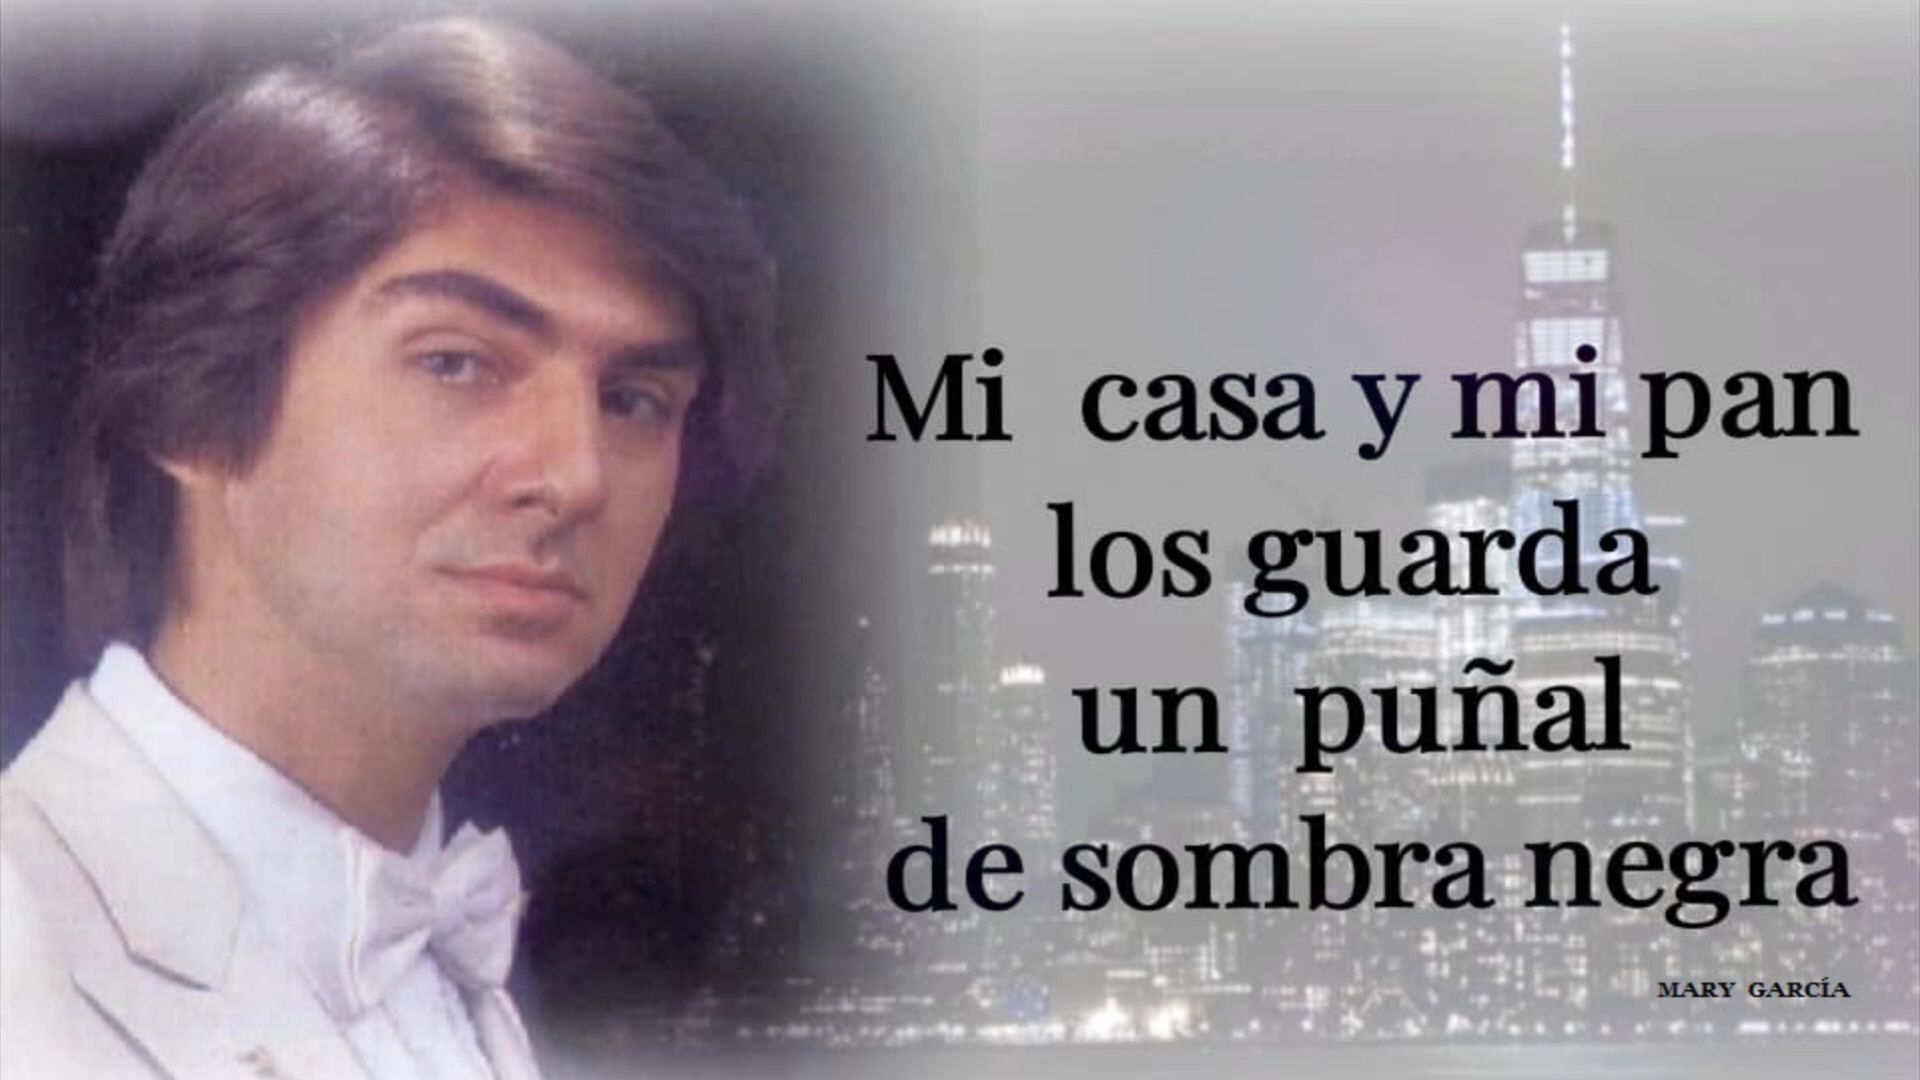 Mi casa y mi pan
los guarda
un puñal
de sombra negra
MARY GARCÍA